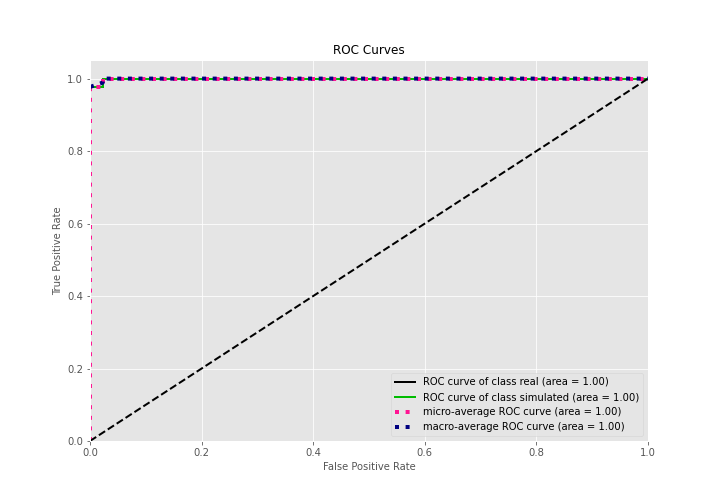 ROC Curves
1.0
0.8
0.6
0.4
0.2
0.0
True Positive Rate
0.0 0.2 0.4 0.6 0.8 1.0
False Positive Rate
ROC curve of class real (area = 1.00)
ROC curve of class simulated (area = 1.00)
micro-average ROC curve (area = 1.00)
macro-average ROC curve (area = 1.00)